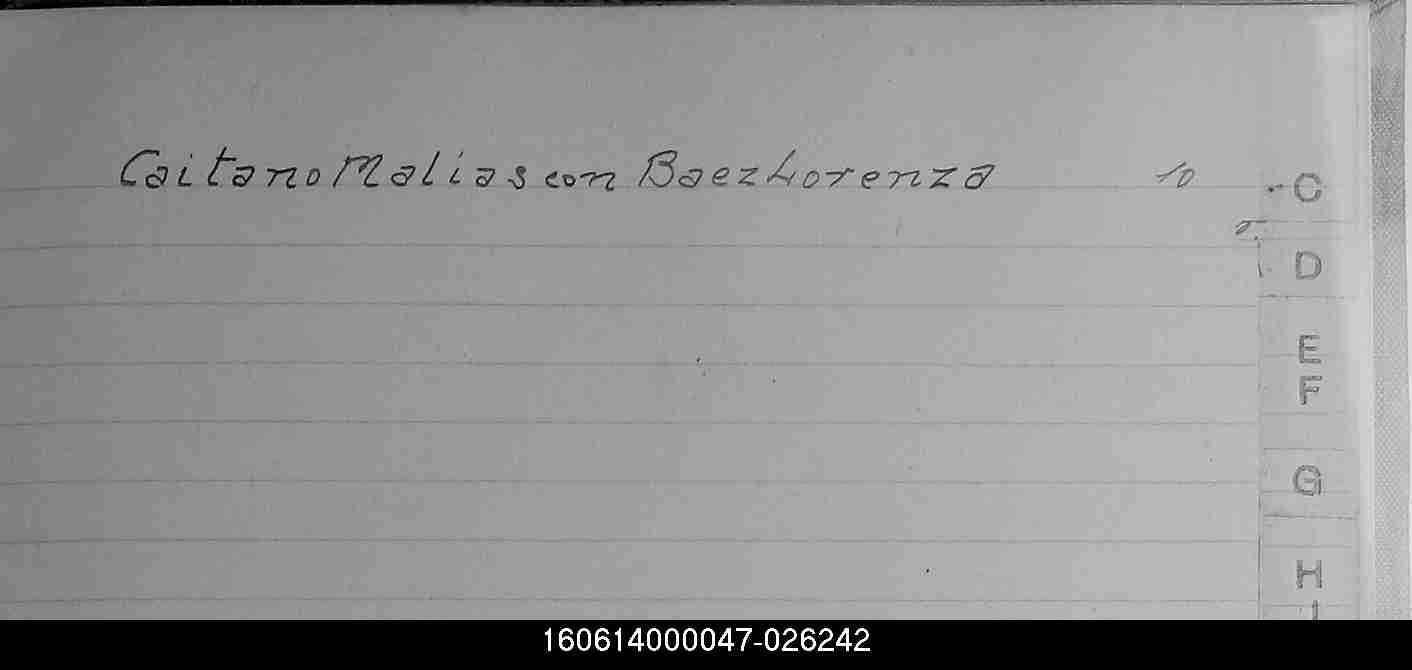 Caitano Malias con Baez Lorenza 10
C
D
E
F
G
H
I
160614000047-026242